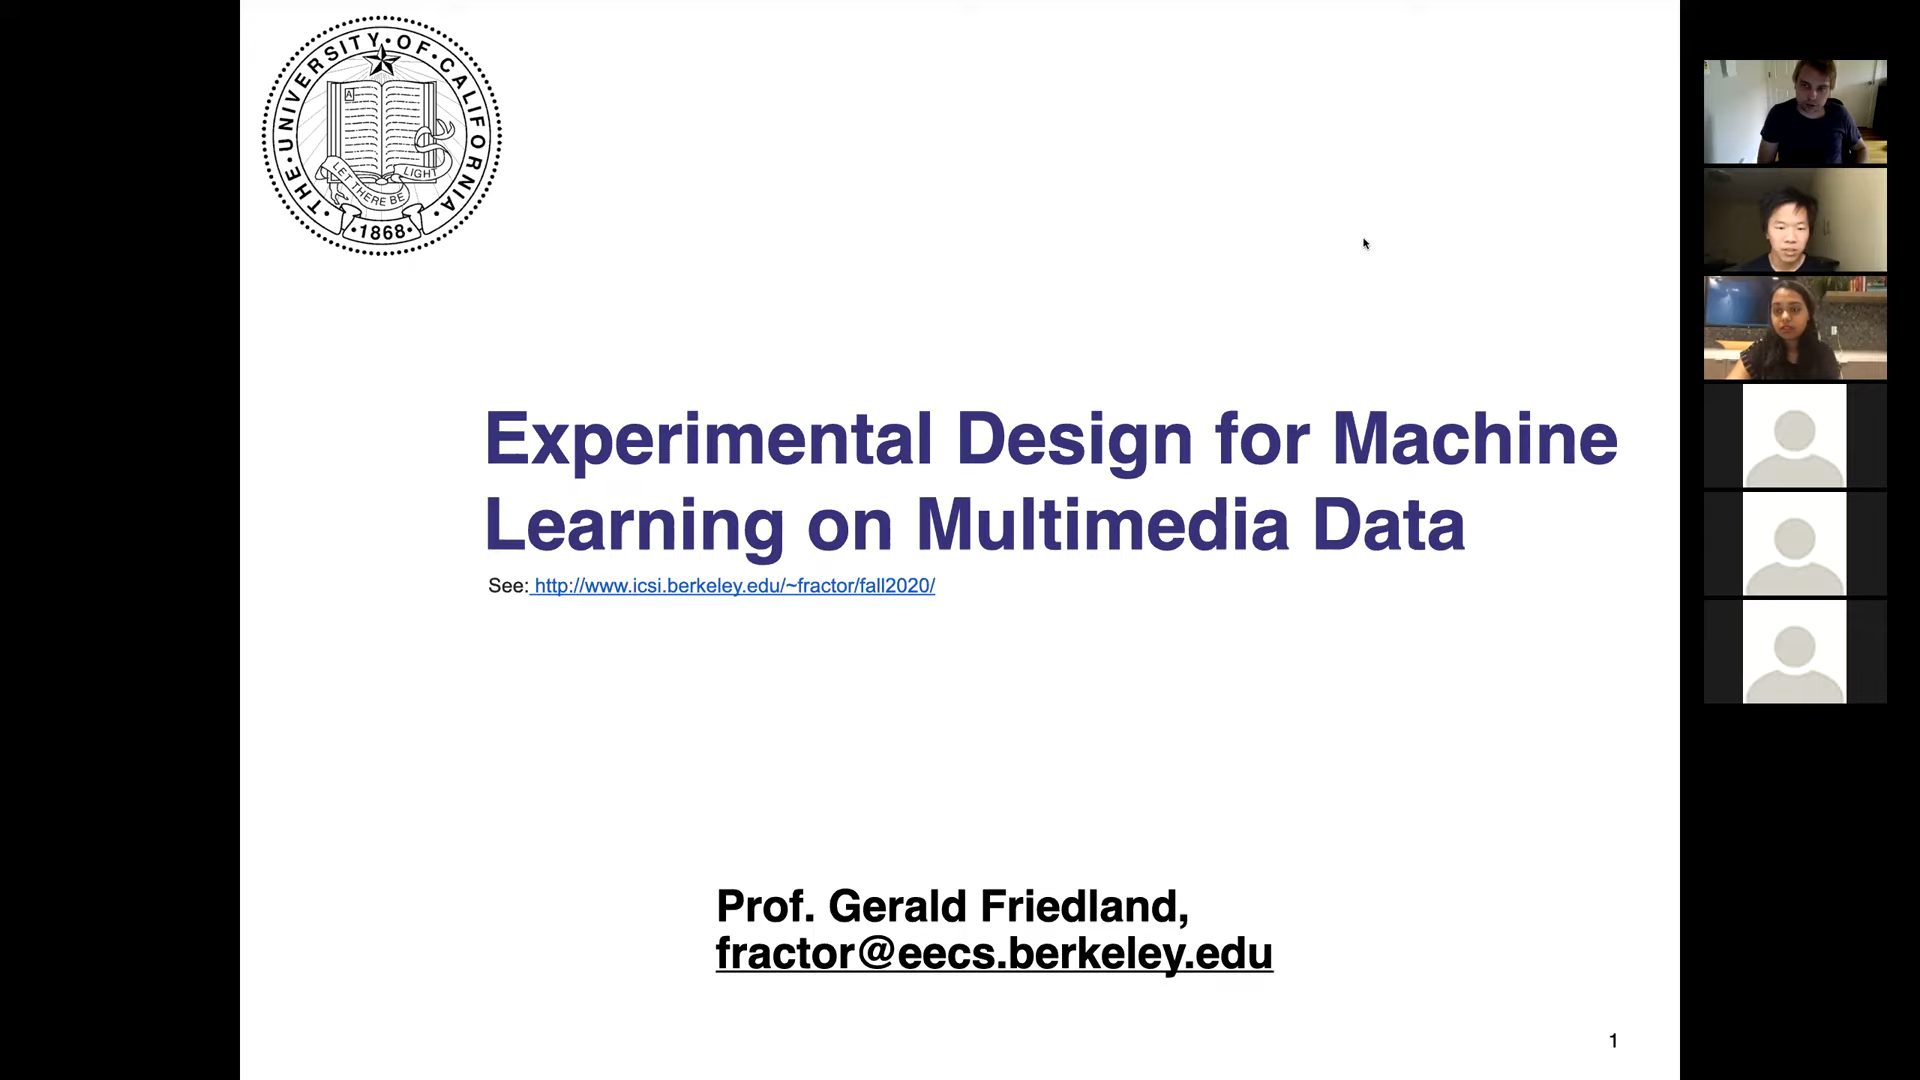 THE·UNIVERSITY·OF·CALIFORNIA·
A
LET THERE BE
LIGHT
·1868·
Experimental Design for Machine
Learning on Multimedia Data
See: http://www.icsi.berkeley.edu/~fractor/fall2020/
Prof. Gerald Friedland,
fractor@eecs.berkeley.edu
1